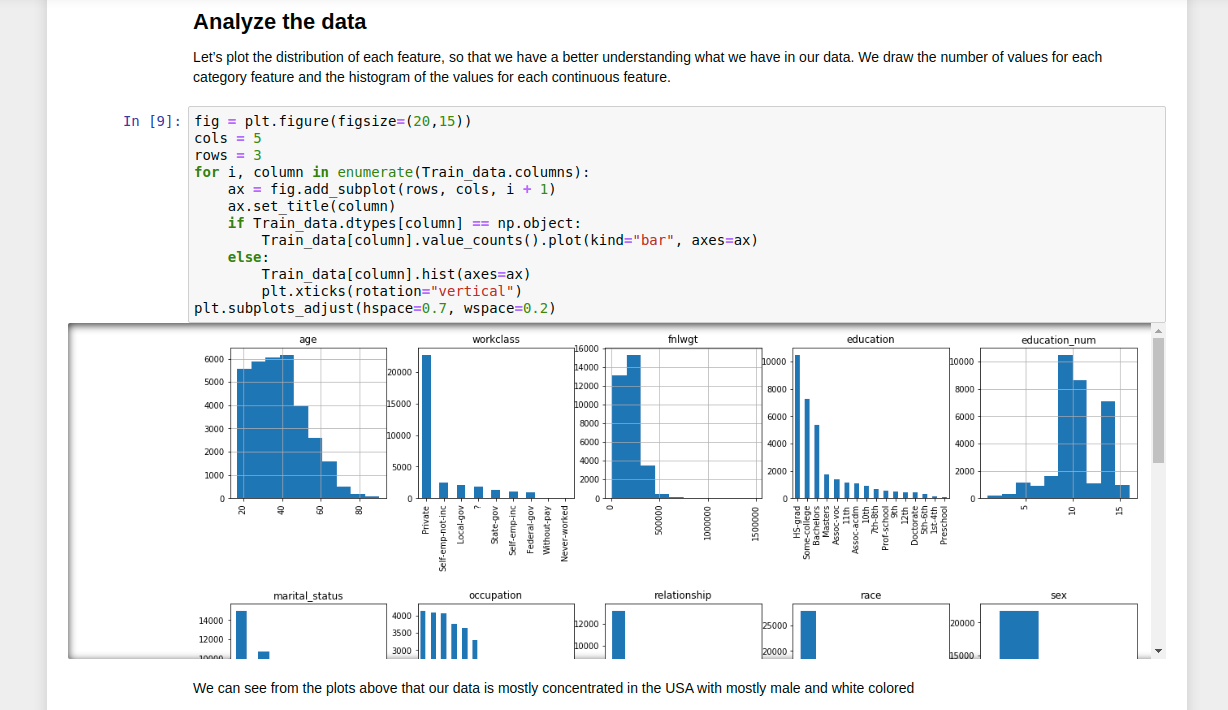 Analyze the data
Let's plot the distribution of each feature, so that we have a better understanding what we have in our data. We draw the number of values for each
category feature and the histogram of the values for each continuous feature.
In [9]:
fig = plt.figure(figsize=(20,15))
cols = 5
rows = 3
for i, column in enumerate(Train_data.columns):
    ax = fig.add_subplot(rows, cols, i + 1)
    ax.set_title(column)
    if Train_data.dtypes[column] == np.object:
        Train_data[column].value_counts().plot(kind="bar", axes=ax)
    else:
        Train_data[column].hist(axes=ax)
        plt.xticks(rotation="vertical")
plt.subplots_adjust(hspace=0.7, wspace=0.2)
age
6000
5000
4000
3000
2000
1000
0
20
40
60
80
workclass
20000
15000
10000
5000
0
Private
Self-emp-not-inc
Local-gov
?
State-gov
Self-emp-inc
Federal-gov
Without-pay
Never-worked
fnlwgt
16000
14000
12000
10000
8000
6000
4000
2000
0
0
500000
1000000
1500000
education
10000
8000
6000
4000
2000
0
HS-grad
Some-college
Bachelors
Masters
Assoc-voc
11th
Assoc-acdm
10th
7th-8th
Prof-school
9th
12th
Doctorate
5th-6th
1st-4th
Preschool
education_num
10000
8000
6000
4000
2000
0
5
10
15
marital_status
14000
12000
10000
occupation
4000
3500
3000
relationship
12000
10000
race
25000
20000
sex
20000
15000
We can see from the plots above that our data is mostly concentrated in the USA with mostly male and white colored